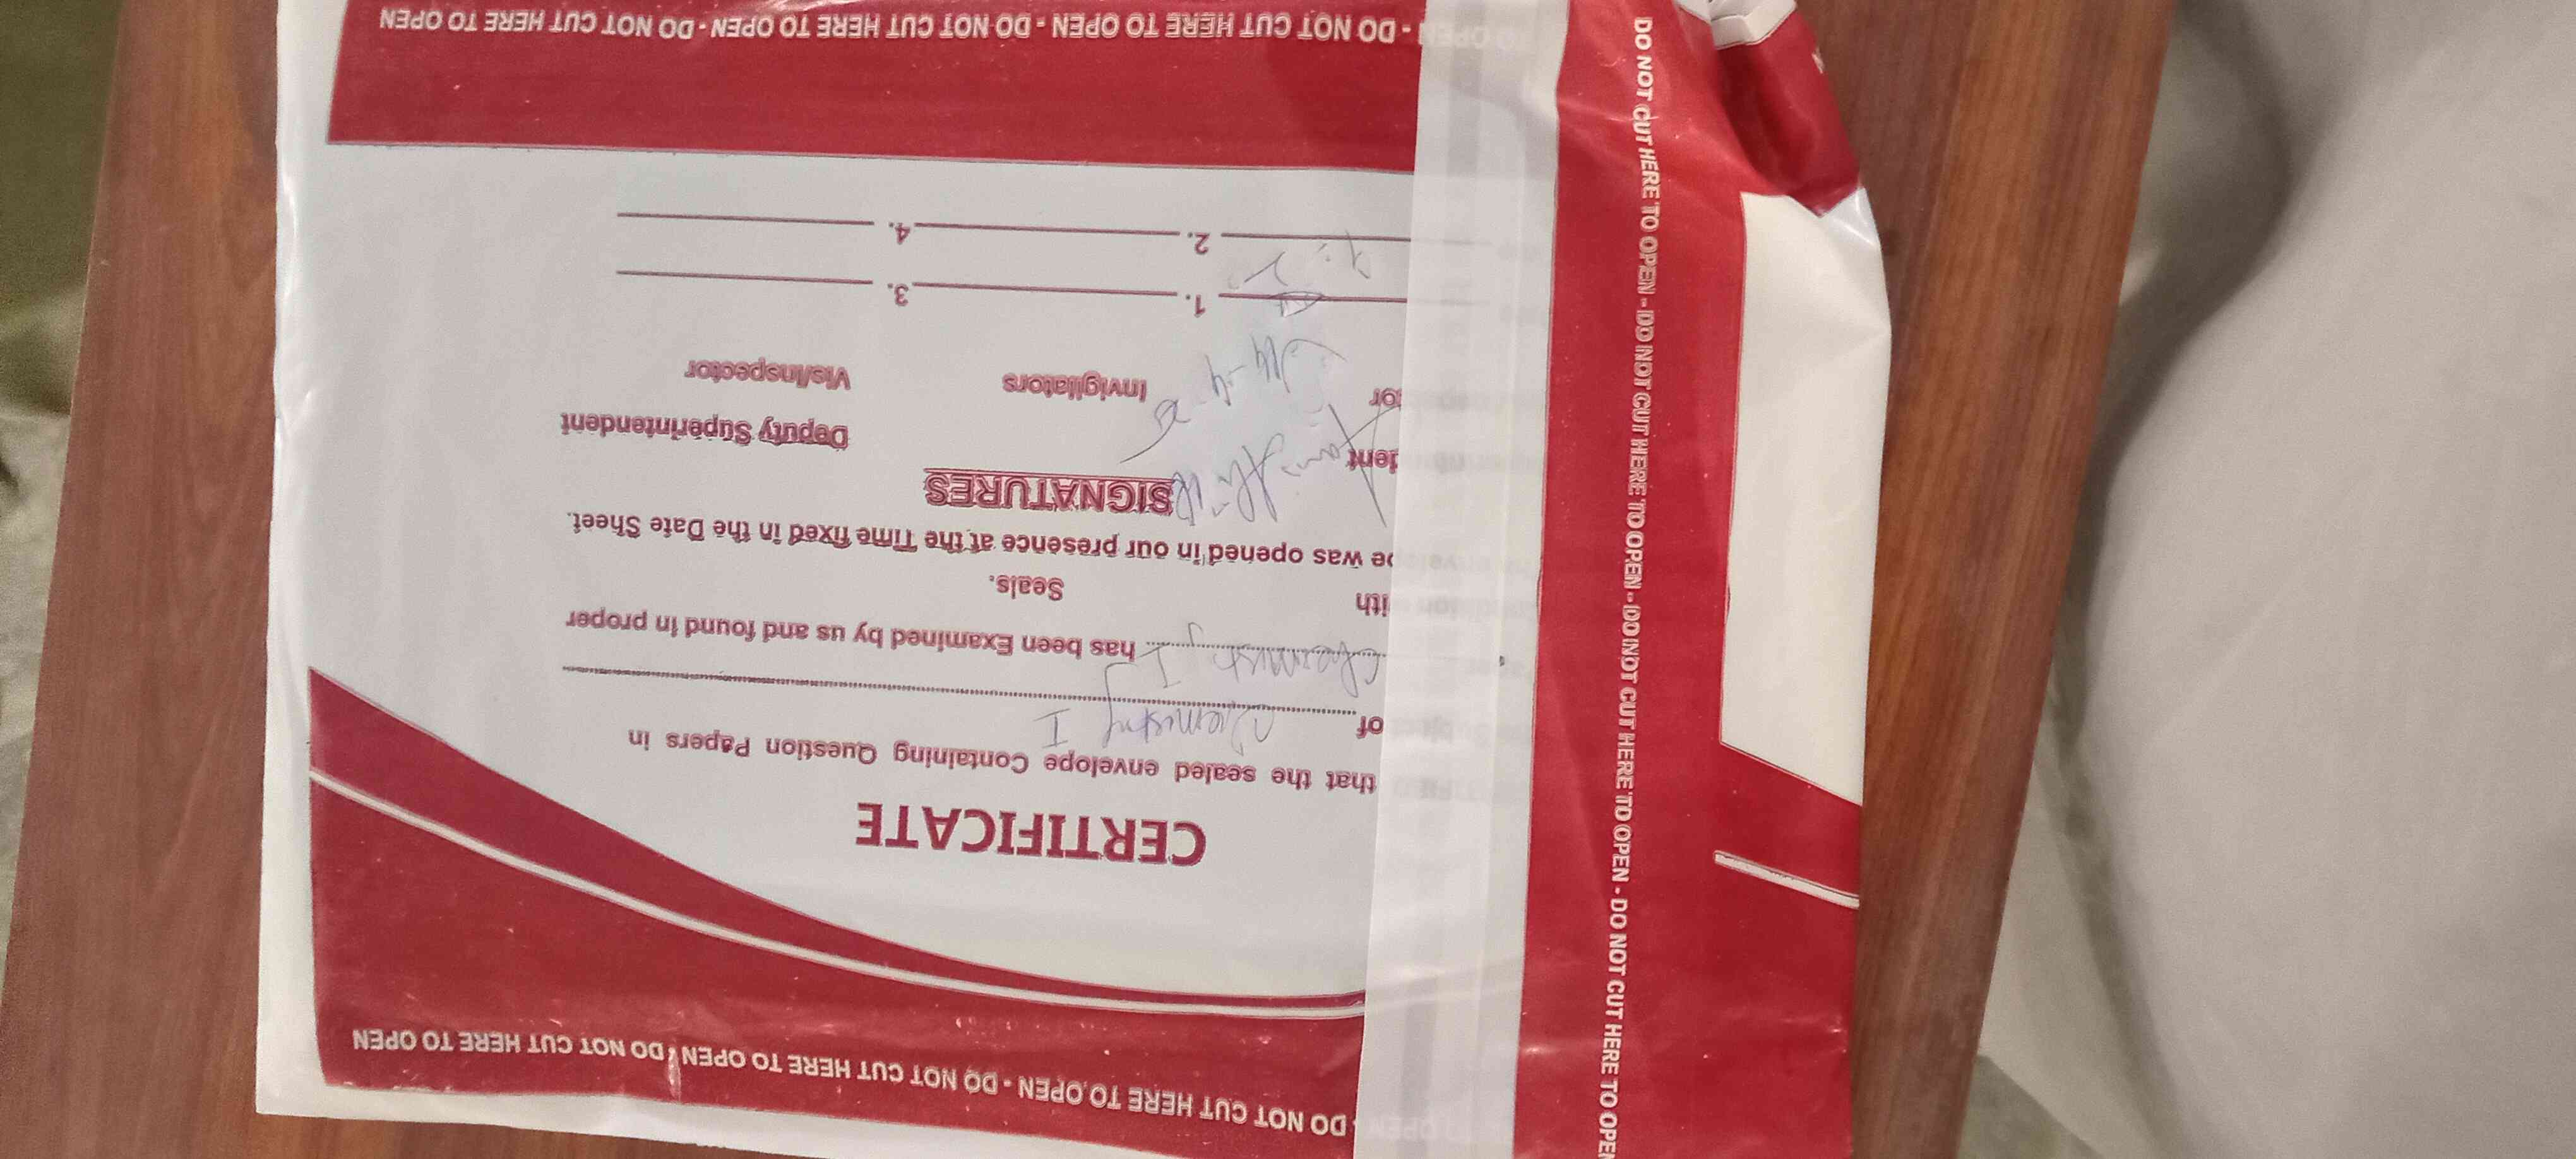 DO NOT CUT HERE TO OPEN - DO NOT CUT HERE TO OPEN - DO NOT CUT HERE TO OPEN
CERTIFICATE
that the sealed envelope Containing Question Papers in
of Chemistry I
Chemistry I has been Examined by us and found in proper
ith Seals.
pe was opened in our presence at the Time fixed in the Date Sheet.
SIGNATURES
dent Deputy Superintendent
tor Invigilators Vis/Inspector
1. 3.
2. 4.
OPEN - DO NOT CUT HERE TO OPEN - DO NOT CUT HERE TO OPEN - DO NOT CUT HERE TO OPEN
DO NOT CUT HERE TO OPEN - DO NOT CUT HERE TO OPEN - DO NOT CUT HERE TO OPEN - DO NOT CUT HERE TO OPEN